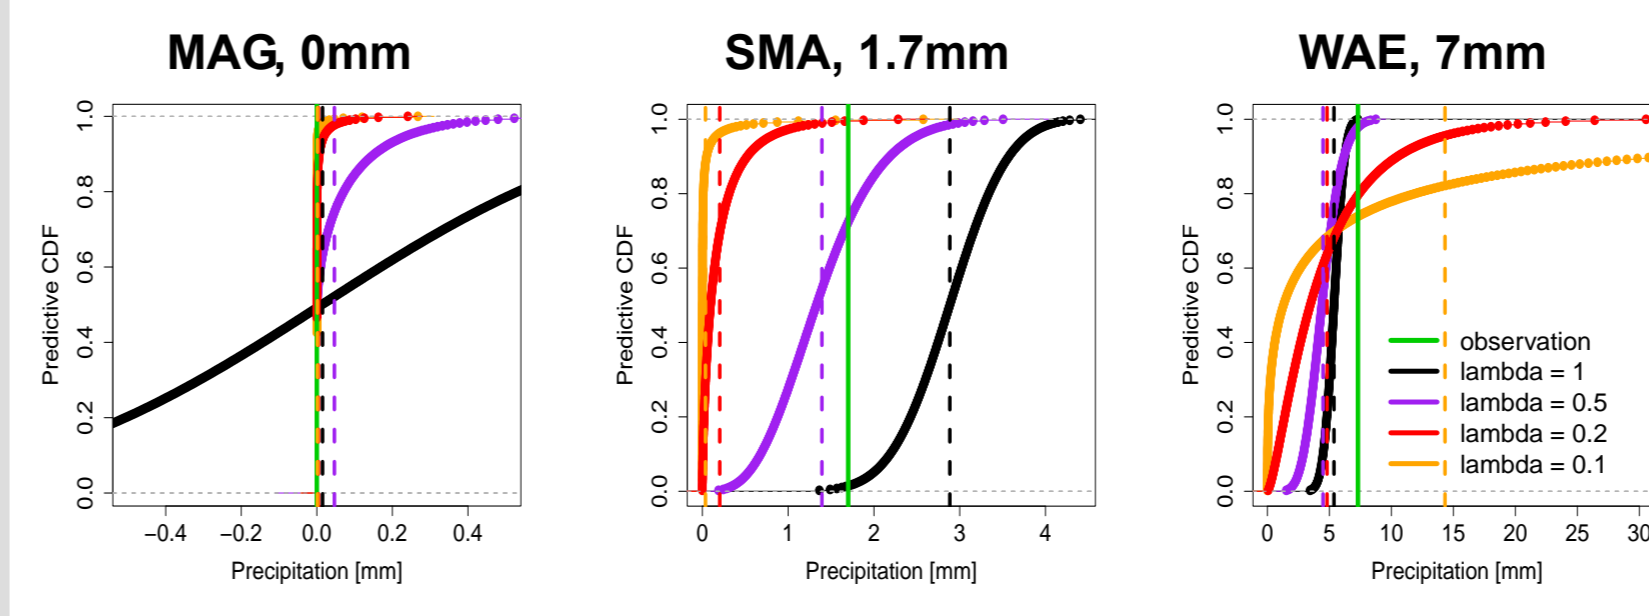 MAG, 0mm
SMA, 1.7mm
WAE, 7mm
Predictive CDF
0.0
0.2
0.4
0.6
0.8
1.0
−0.4
−0.2
0.0
0.2
0.4
Precipitation [mm]
Predictive CDF
0.0
0.2
0.4
0.6
0.8
1.0
0
1
2
3
4
Precipitation [mm]
Predictive CDF
0.0
0.2
0.4
0.6
0.8
1.0
0
5
10
15
20
25
30
Precipitation [mm]
observation
lambda = 1
lambda = 0.5
lambda = 0.2
lambda = 0.1